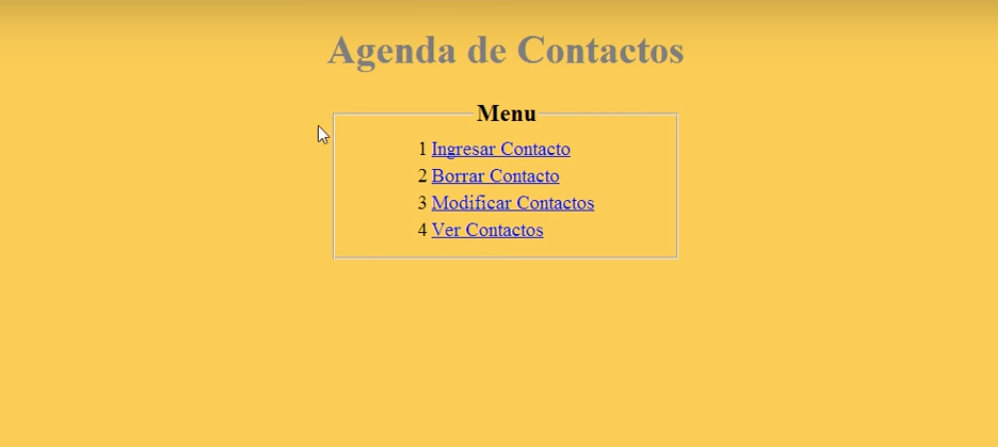 Agenda de Contactos
Menu
1 Ingresar Contacto
2 Borrar Contacto
3 Modificar Contactos
4 Ver Contactos